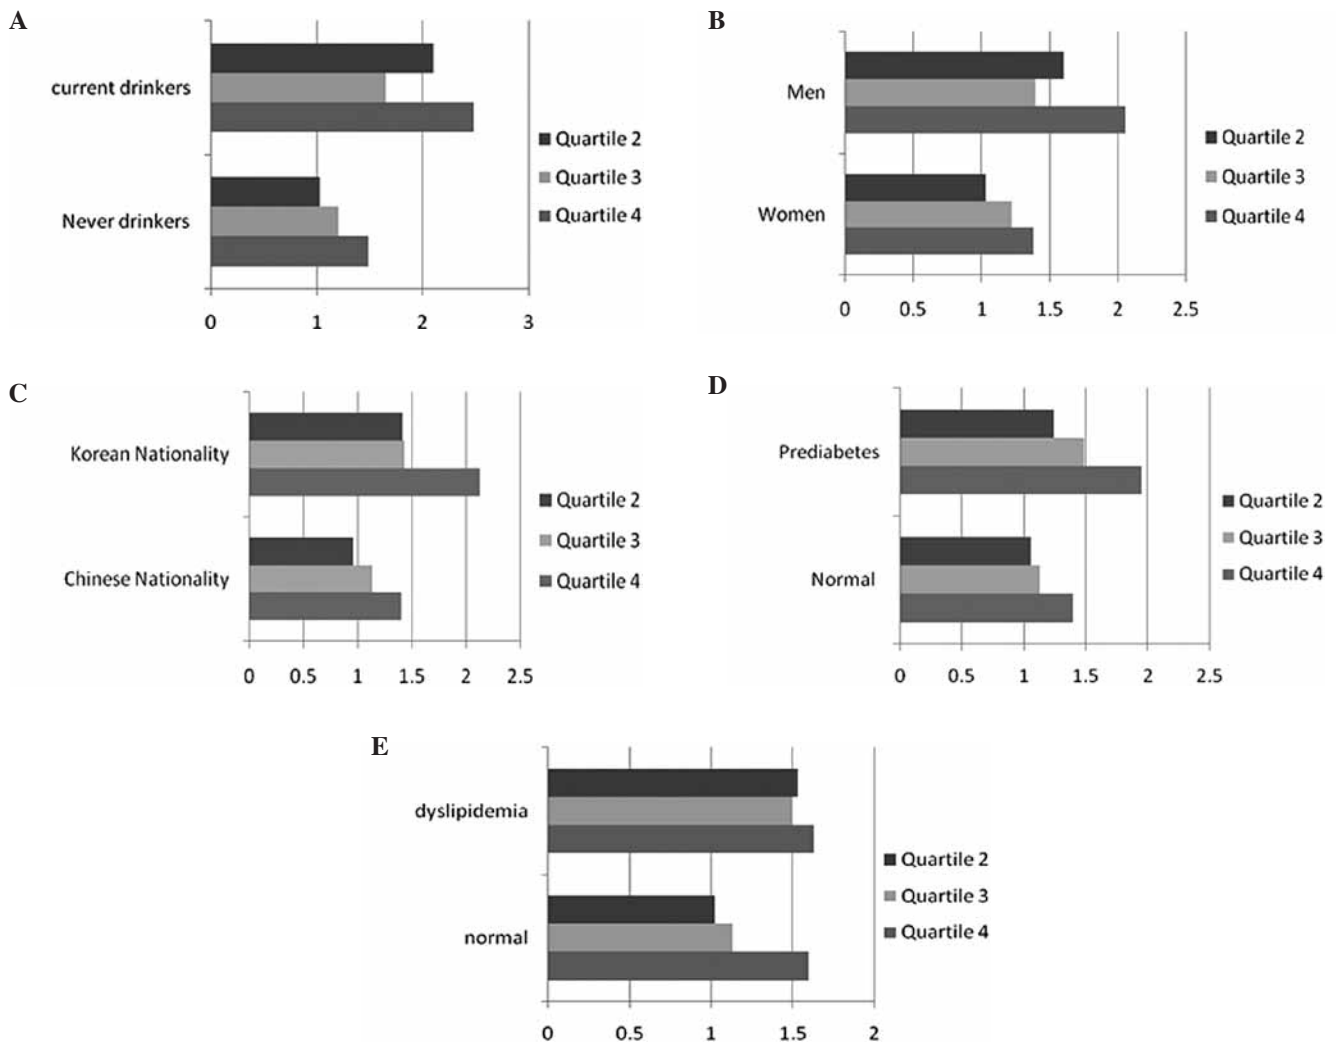 A
current drinkers
Never drinkers
0 1 2 3
Quartile 2
Quartile 3
Quartile 4
B
Men
Women
0 0.5 1 1.5 2 2.5
Quartile 2
Quartile 3
Quartile 4
C
Korean Nationality
Chinese Nationality
0 0.5 1 1.5 2 2.5
Quartile 2
Quartile 3
Quartile 4
D
Prediabetes
Normal
0 0.5 1 1.5 2 2.5
Quartile 2
Quartile 3
Quartile 4
E
dyslipidemia
normal
0 0.5 1 1.5 2
Quartile 2
Quartile 3
Quartile 4